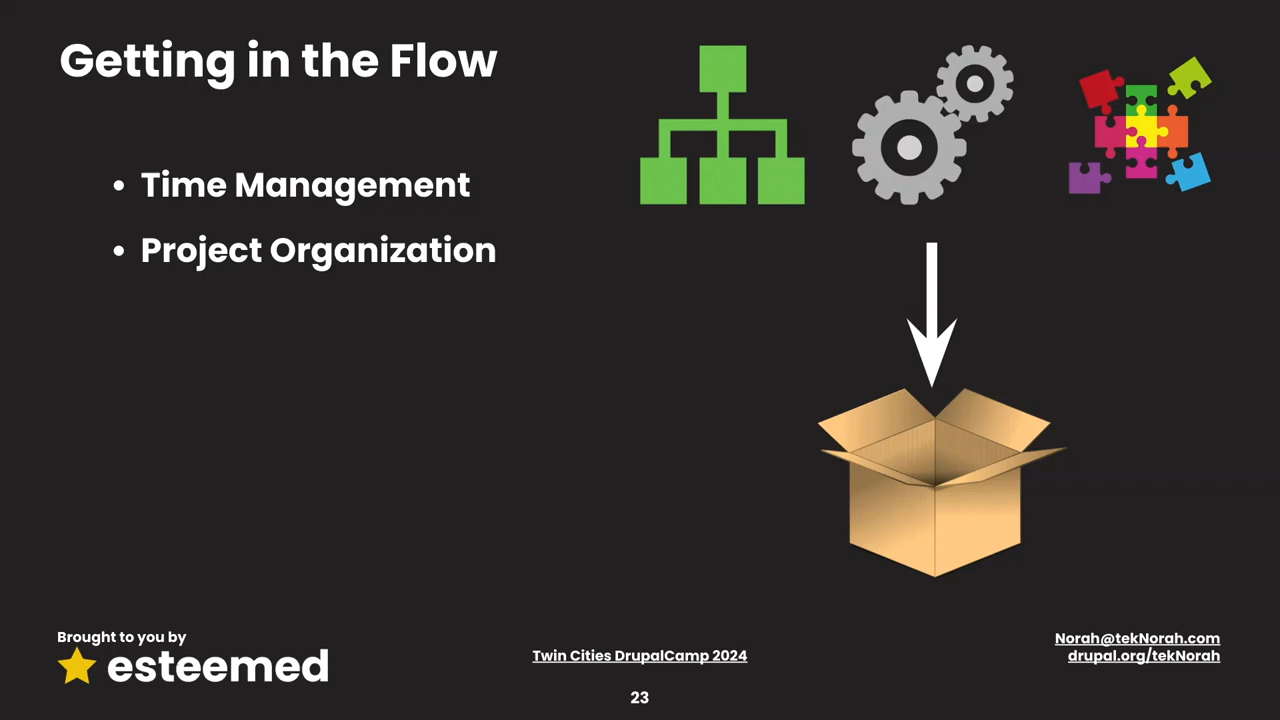 Getting in the Flow
• Time Management
• Project Organization
Brought to you by
esteemed
Twin Cities DrupalCamp 2024
Norah@tekNorah.com
drupal.org/tekNorah
23